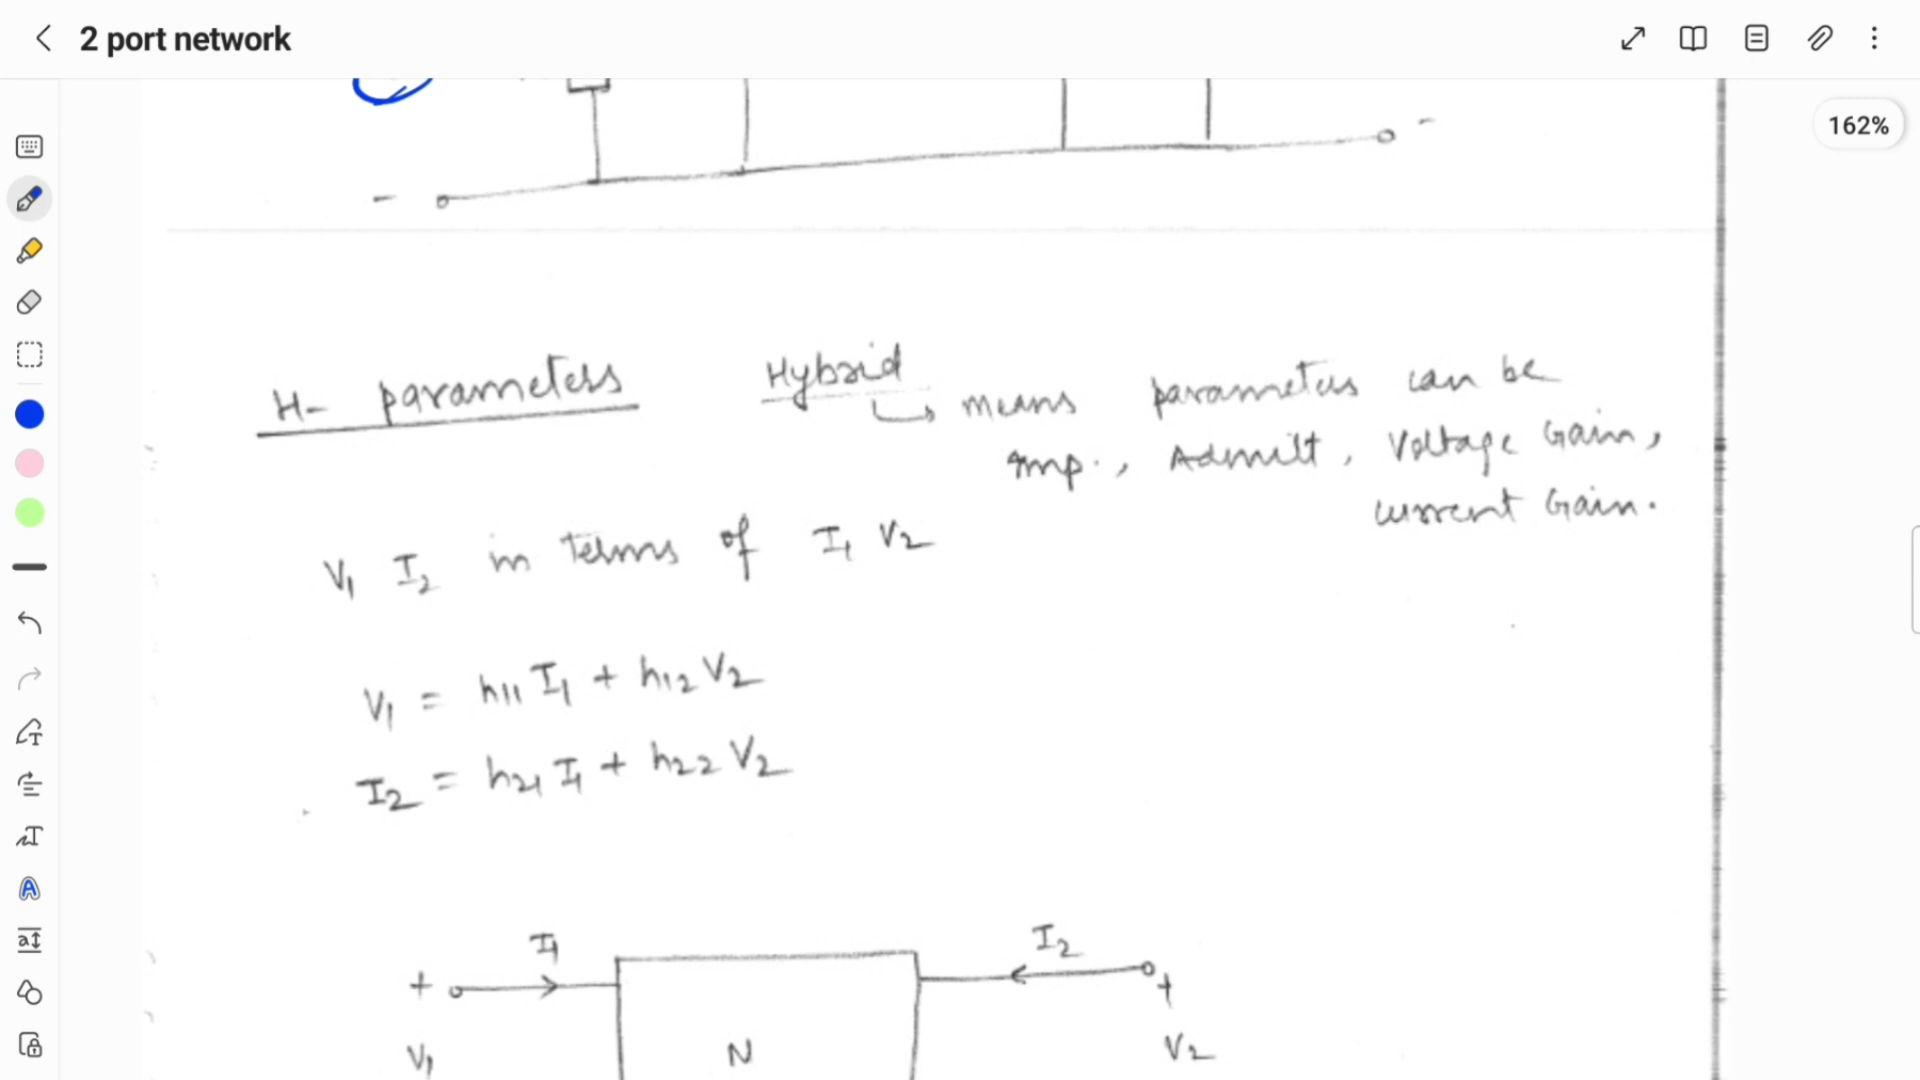 2 port network
162%
H- parameters Hybrid
means parameters can be
Imp., Admitt, Voltage Gain,
current Gain.
V1 I2 in terms of I1 V2
V1 = h11 I1 + h12 V2
I2 = h21 I1 + h22 V2
I1 I2
+ +
V1 N V2